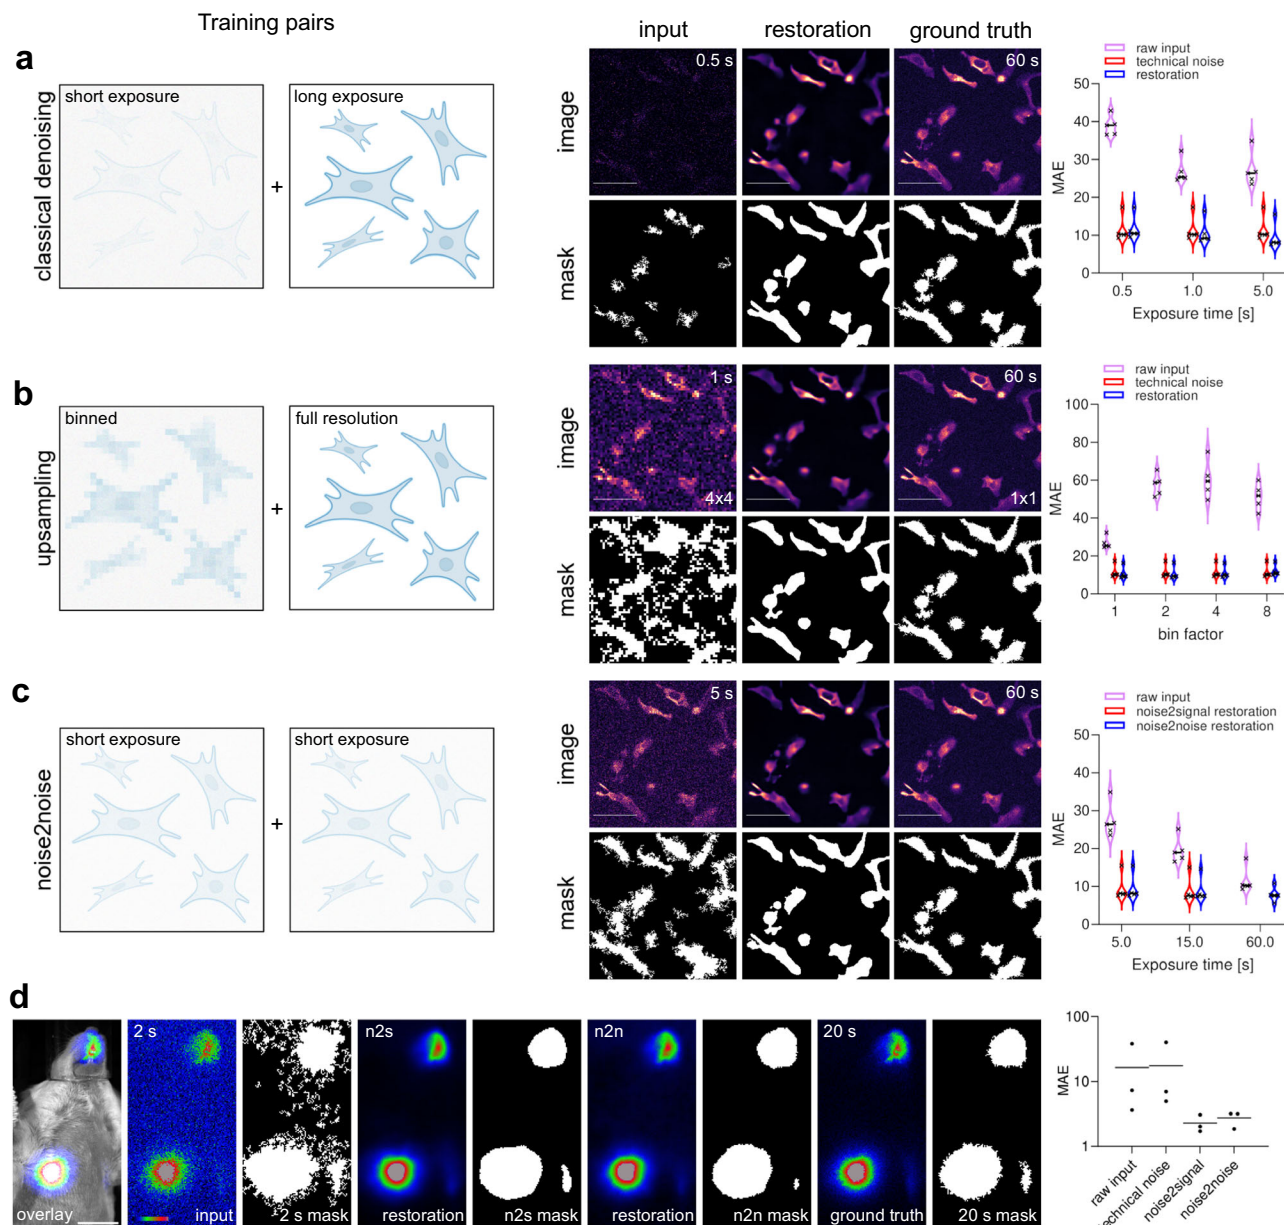 Training pairs
input
restoration
ground truth
a
classical denoising
short exposure
+
long exposure
image
mask
0.5 s
60 s
raw input
technical noise
restoration
MAE
50
40
30
20
10
0
0.5
1.0
5.0
Exposure time [s]
b
upsampling
binned
+
full resolution
image
mask
1 s
4x4
60 s
1x1
raw input
technical noise
restoration
MAE
100
80
60
40
20
0
1
2
4
8
bin factor
c
noise2noise
short exposure
+
short exposure
image
mask
5 s
60 s
raw input
noise2signal restoration
noise2noise restoration
MAE
50
40
30
20
10
0
5.0
15.0
60.0
Exposure time [s]
d
overlay
2 s
input
2 s mask
n2s
restoration
n2s mask
n2n
restoration
n2n mask
20 s
ground truth
20 s mask
MAE
100
10
1
raw input
technical noise
noise2signal
noise2noise